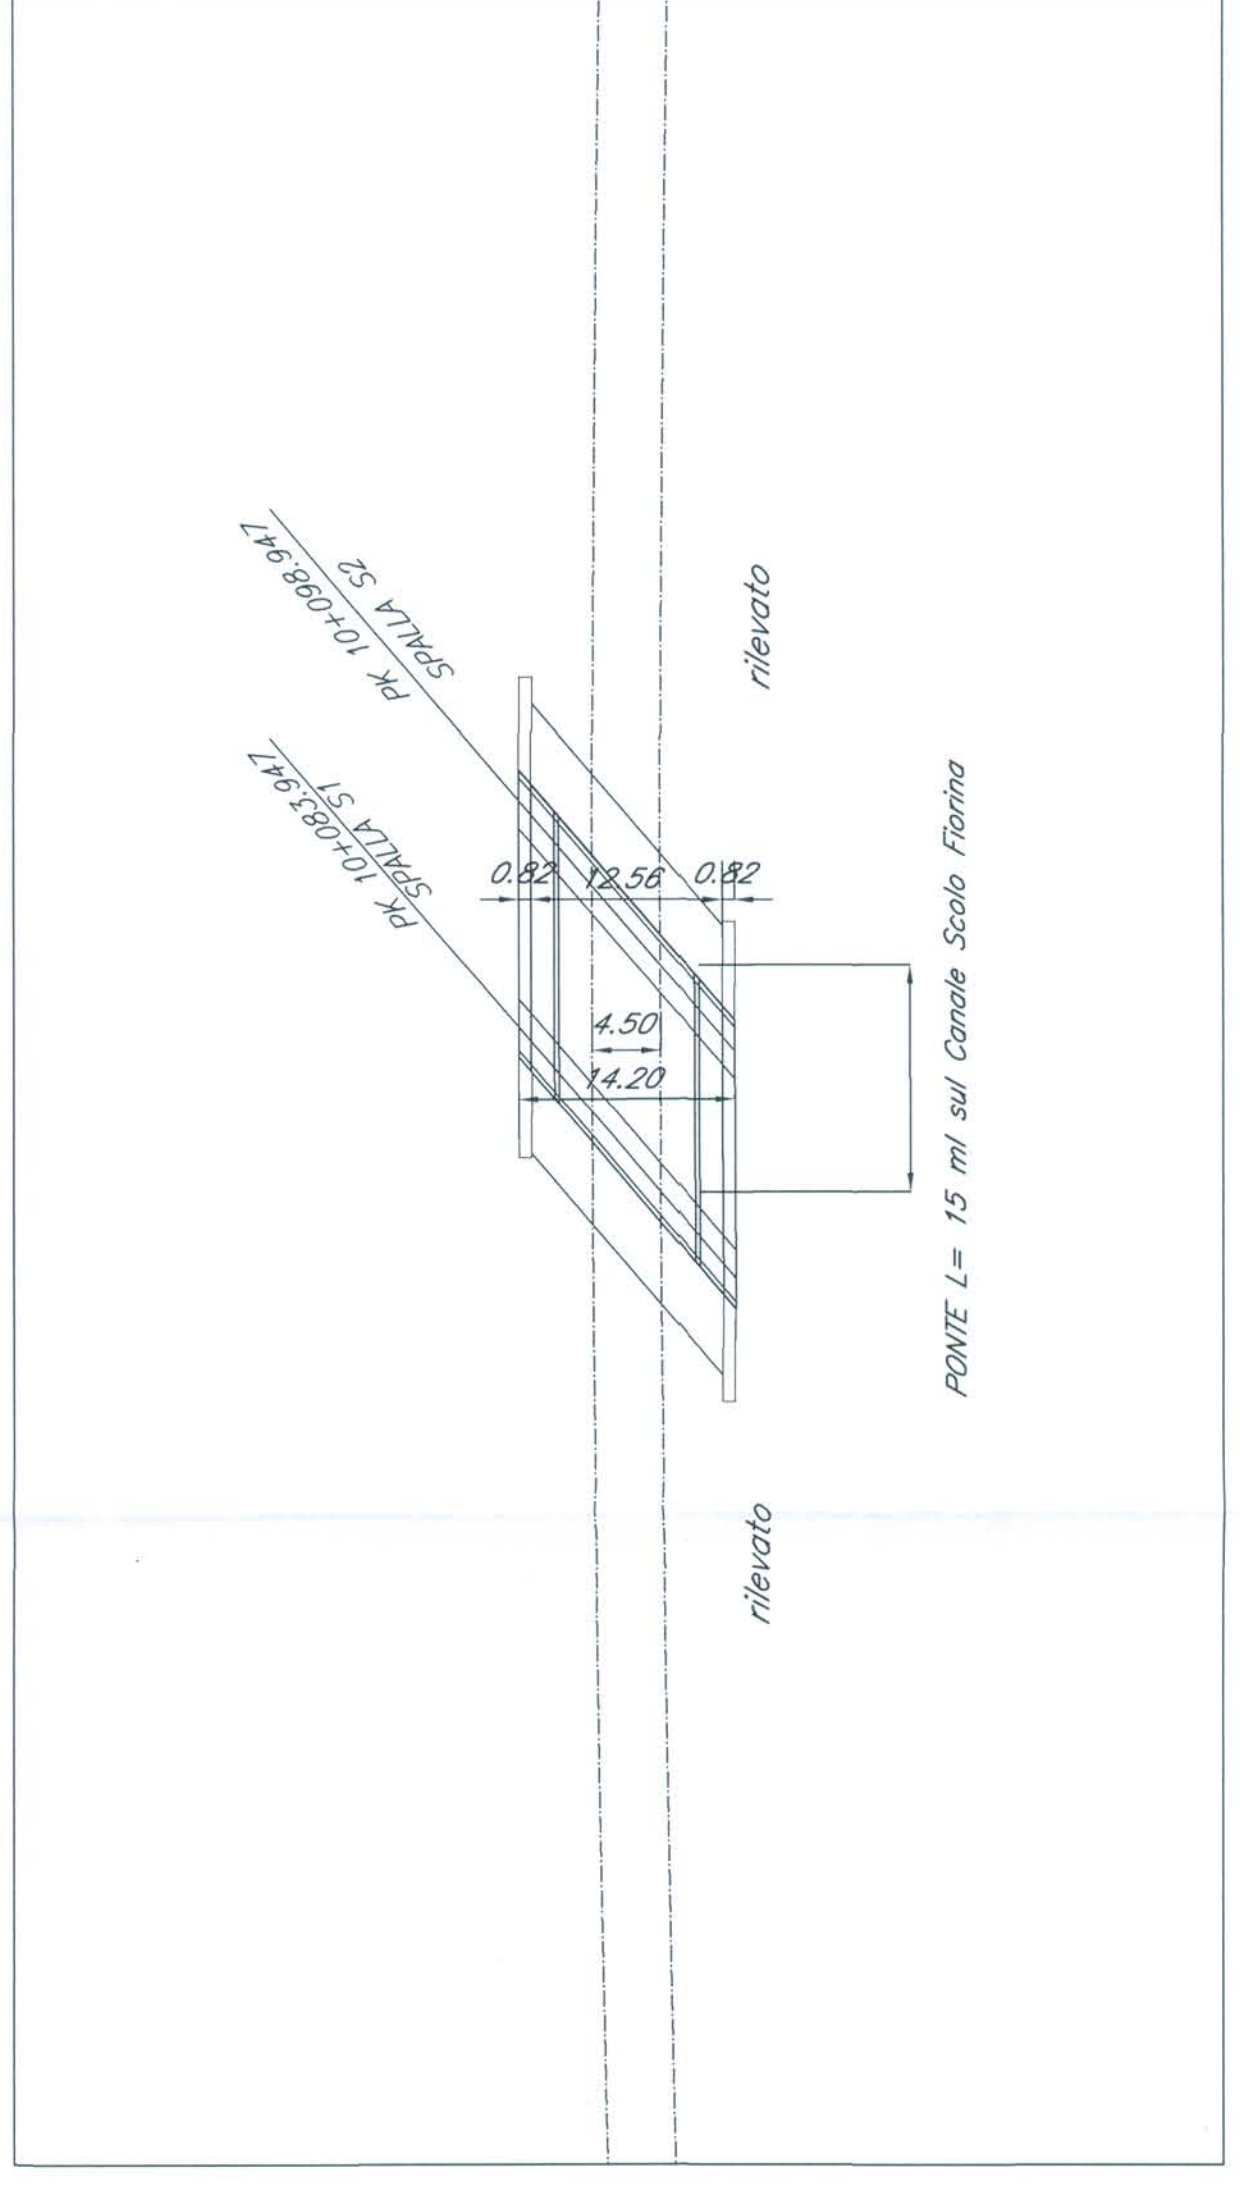 PK 10+098.947
SPALLA S2
PK 10+083.947
SPALLA S1
0.82
12.56
0.82
4.50
14.20
rilevato
rilevato
PONTE L= 15 ml sul Canale Scolo Fiorina